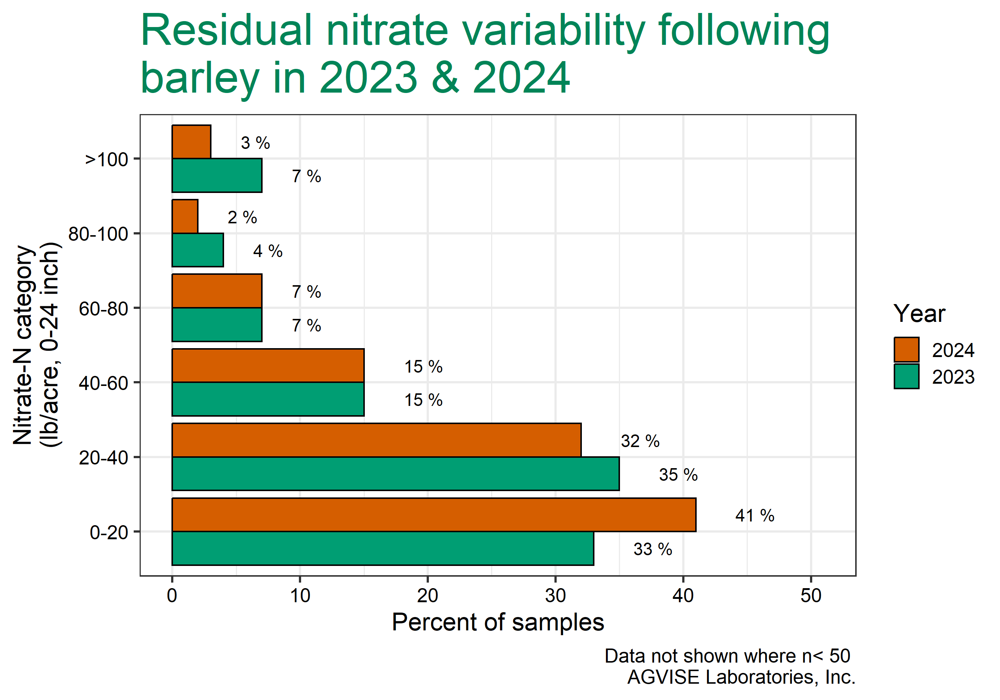 Residual nitrate variability following
barley in 2023 & 2024
Nitrate-N category
(lb/acre, 0-24 inch)
>100
3 %
7 %
80-100
2 %
4 %
60-80
7 %
7 %
40-60
15 %
15 %
20-40
32 %
35 %
0-20
41 %
33 %
0 10 20 30 40 50
Percent of samples
Year
2024
2023
Data not shown where n< 50
AGVISE Laboratories, Inc.